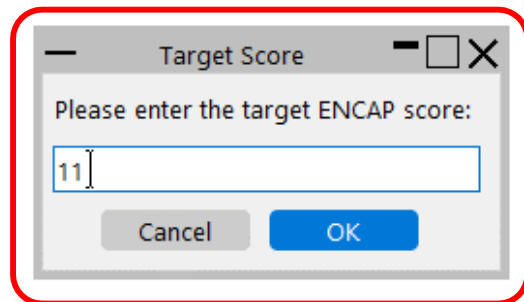 Target Score
Please enter the target ENCAP score:
11
Cancel
OK